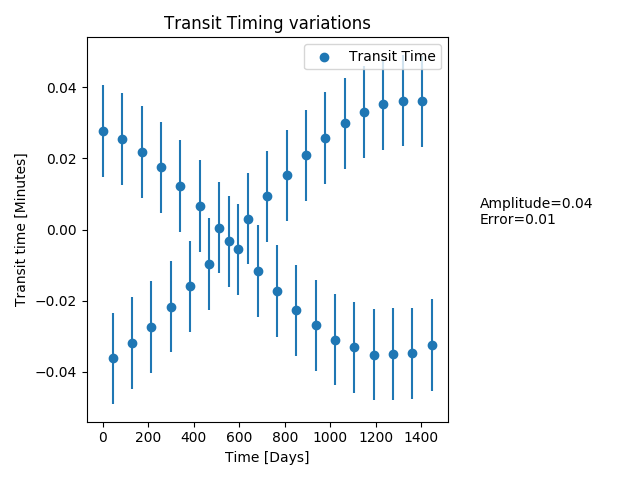 Transit Timing variations
Transit Time
0.04
0.02
0.00
−0.02
−0.04
Transit time [Minutes]
Amplitude=0.04
Error=0.01
0 200 400 600 800 1000 1200 1400
Time [Days]